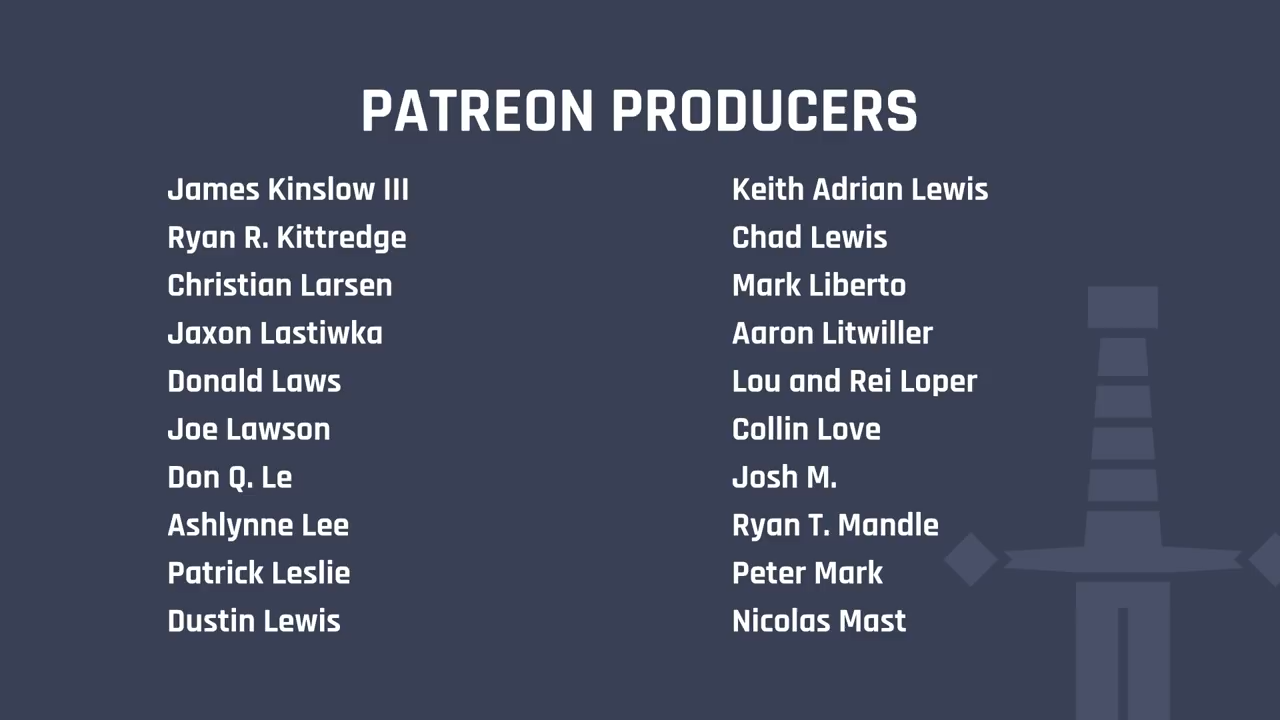 PATREON PRODUCERS
James Kinslow III
Ryan R. Kittredge
Christian Larsen
Jaxon Lastiwka
Donald Laws
Joe Lawson
Don Q. Le
Ashlynne Lee
Patrick Leslie
Dustin Lewis
Keith Adrian Lewis
Chad Lewis
Mark Liberto
Aaron Litwiller
Lou and Rei Loper
Collin Love
Josh M.
Ryan T. Mandle
Peter Mark
Nicolas Mast